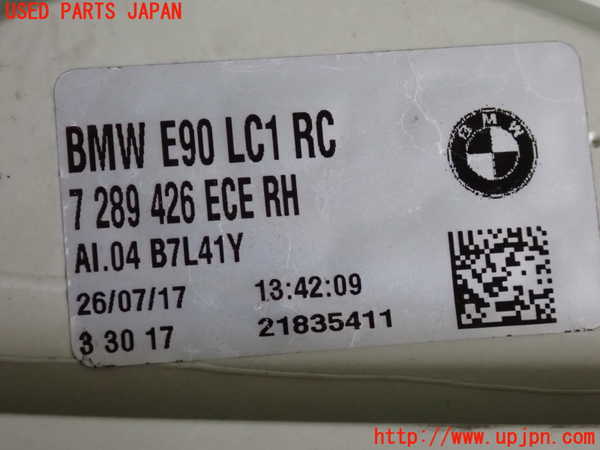 USED PARTS JAPAN
BMW E90 LC1 RC
7 289 426 ECE RH
AI.04 B7L41Y
26/07/17 13:42:09
3 30 17 21835411
BMW
http://www.upjpn.com